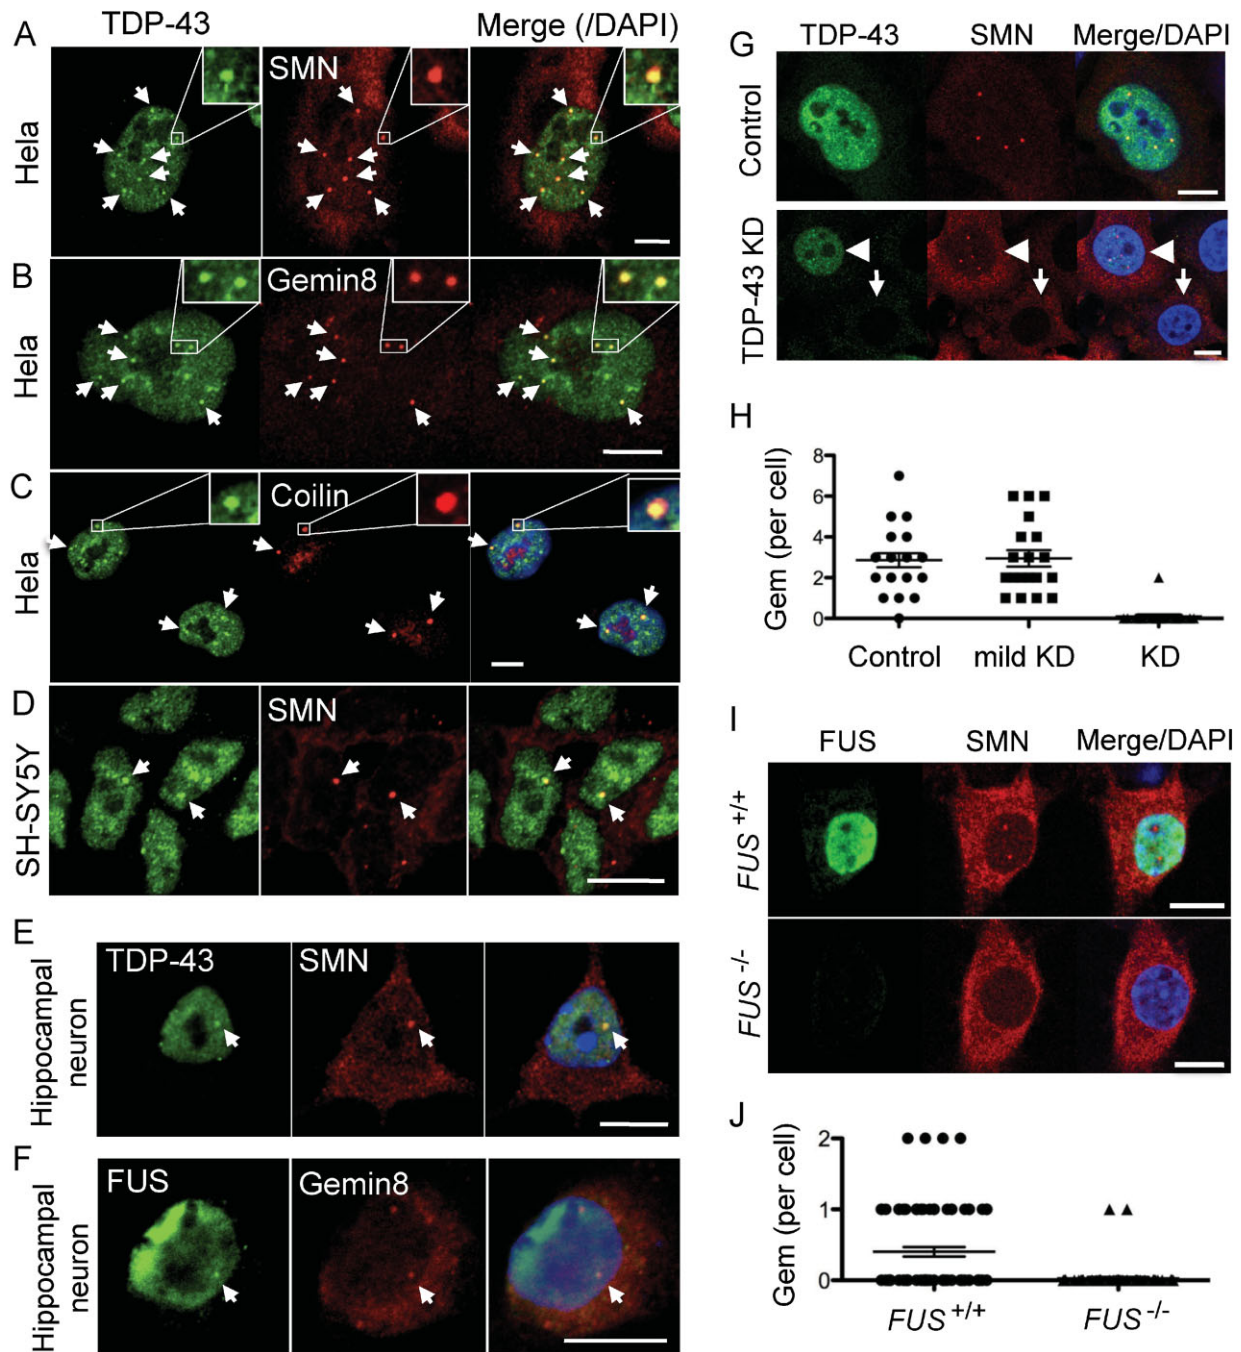 A
TDP-43
Merge (/DAPI)
SMN
Hela
B
Gemin8
Hela
C
Coilin
Hela
D
SMN
SH-SY5Y
E
TDP-43
SMN
Hippocampal
neuron
F
FUS
Gemin8
Hippocampal
neuron
G
TDP-43
SMN
Merge/DAPI
Control
TDP-43 KD
H
Gem (per cell)
8
6
4
2
0
Control
mild KD
KD
I
FUS
SMN
Merge/DAPI
FUS +/+
FUS -/-
J
Gem (per cell)
2
1
0
FUS +/+
FUS -/-